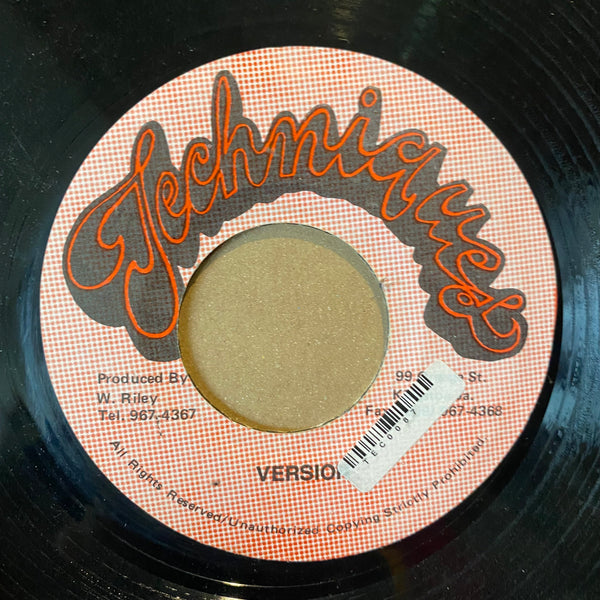 Techniques
Produced By
W. Riley
Tel. 967-4367
99 St.
967-4368
TEC0007
VERSION
All Rights Reserved/Unauthorized Copying Strictly Prohibited